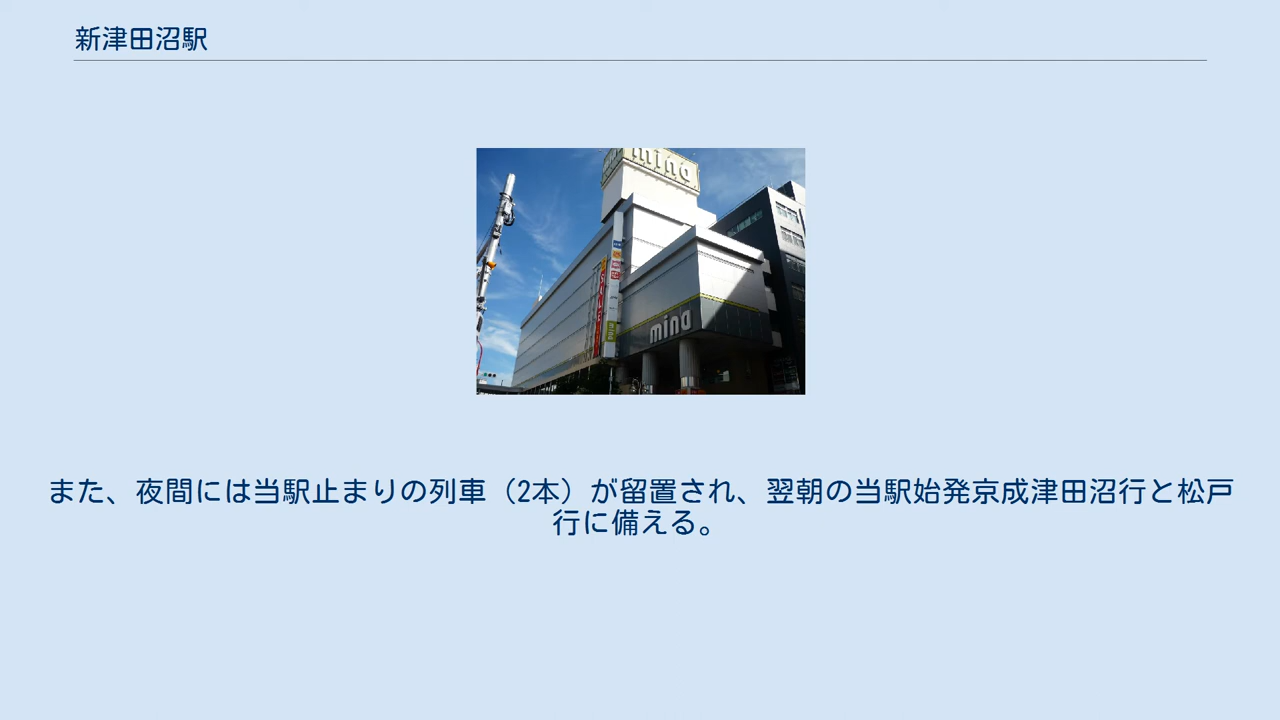 新津田沼駅
mina
mina
また、夜間には当駅止まりの列車（2本）が留置され、翌朝の当駅始発京成津田沼行と松戸
行に備える。